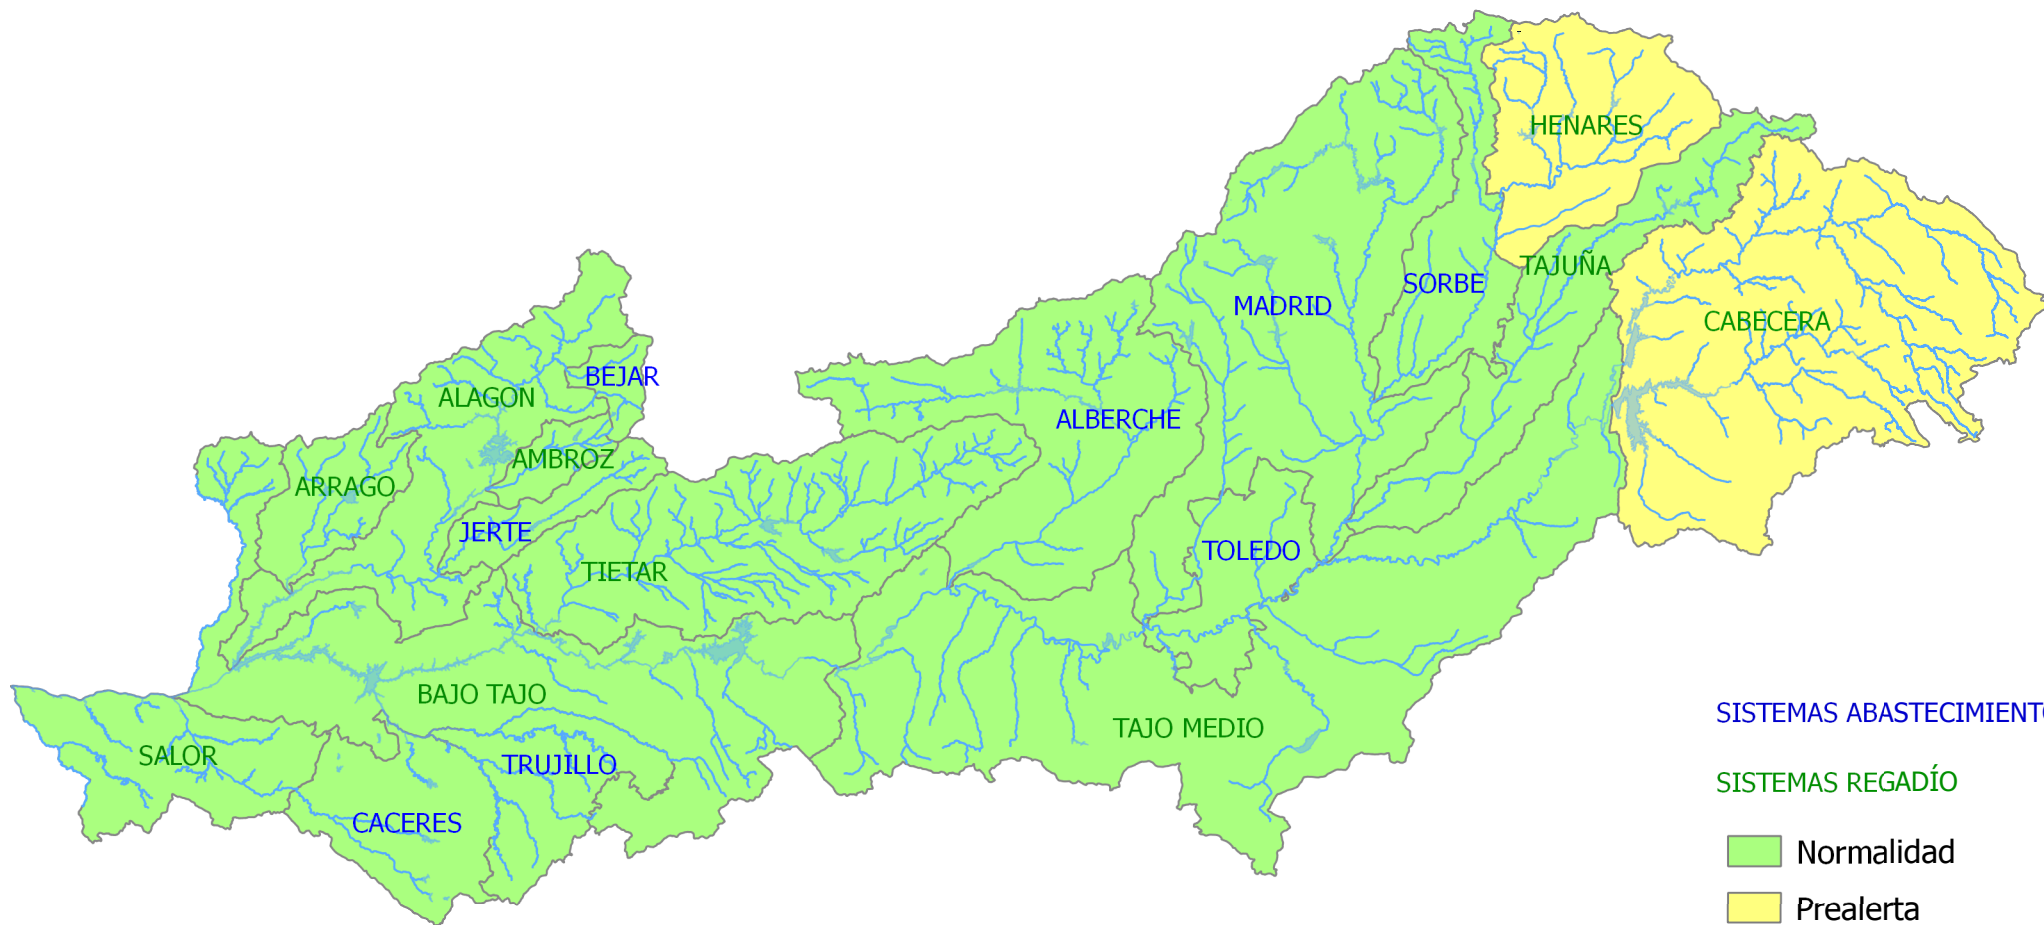 HENARES
TAJUÑA
SORBE
MADRID
CABECERA
BEJAR
ALAGON
ALBERCHE
AMBROZ
ARRAGO
JERTE
TOLEDO
TIETAR
BAJO TAJO
TAJO MEDIO
SALOR
TRUJILLO
CACERES
SISTEMAS ABASTECIMIENTO
SISTEMAS REGADÍO
Normalidad
Prealerta